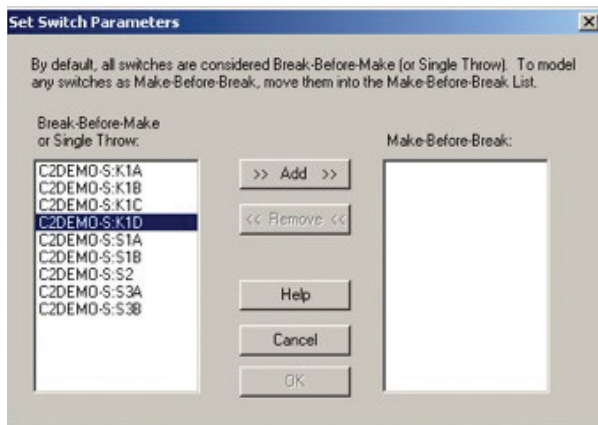 Set Switch Parameters
By default, all switches are considered Break-Before-Make (or Single Throw). To model
any switches as Make-Before-Break, move them into the Make-Before-Break List.
Break-Before-Make
or Single Throw:
C2DEMO-S:K1A
C2DEMO-S:K1B
C2DEMO-S:K1C
C2DEMO-S:K1D
C2DEMO-S:S1A
C2DEMO-S:S1B
C2DEMO-S:S2
C2DEMO-S:S3A
C2DEMO-S:S3B
>> Add >>
<< Remove <<
Help
Cancel
OK
Make-Before-Break: